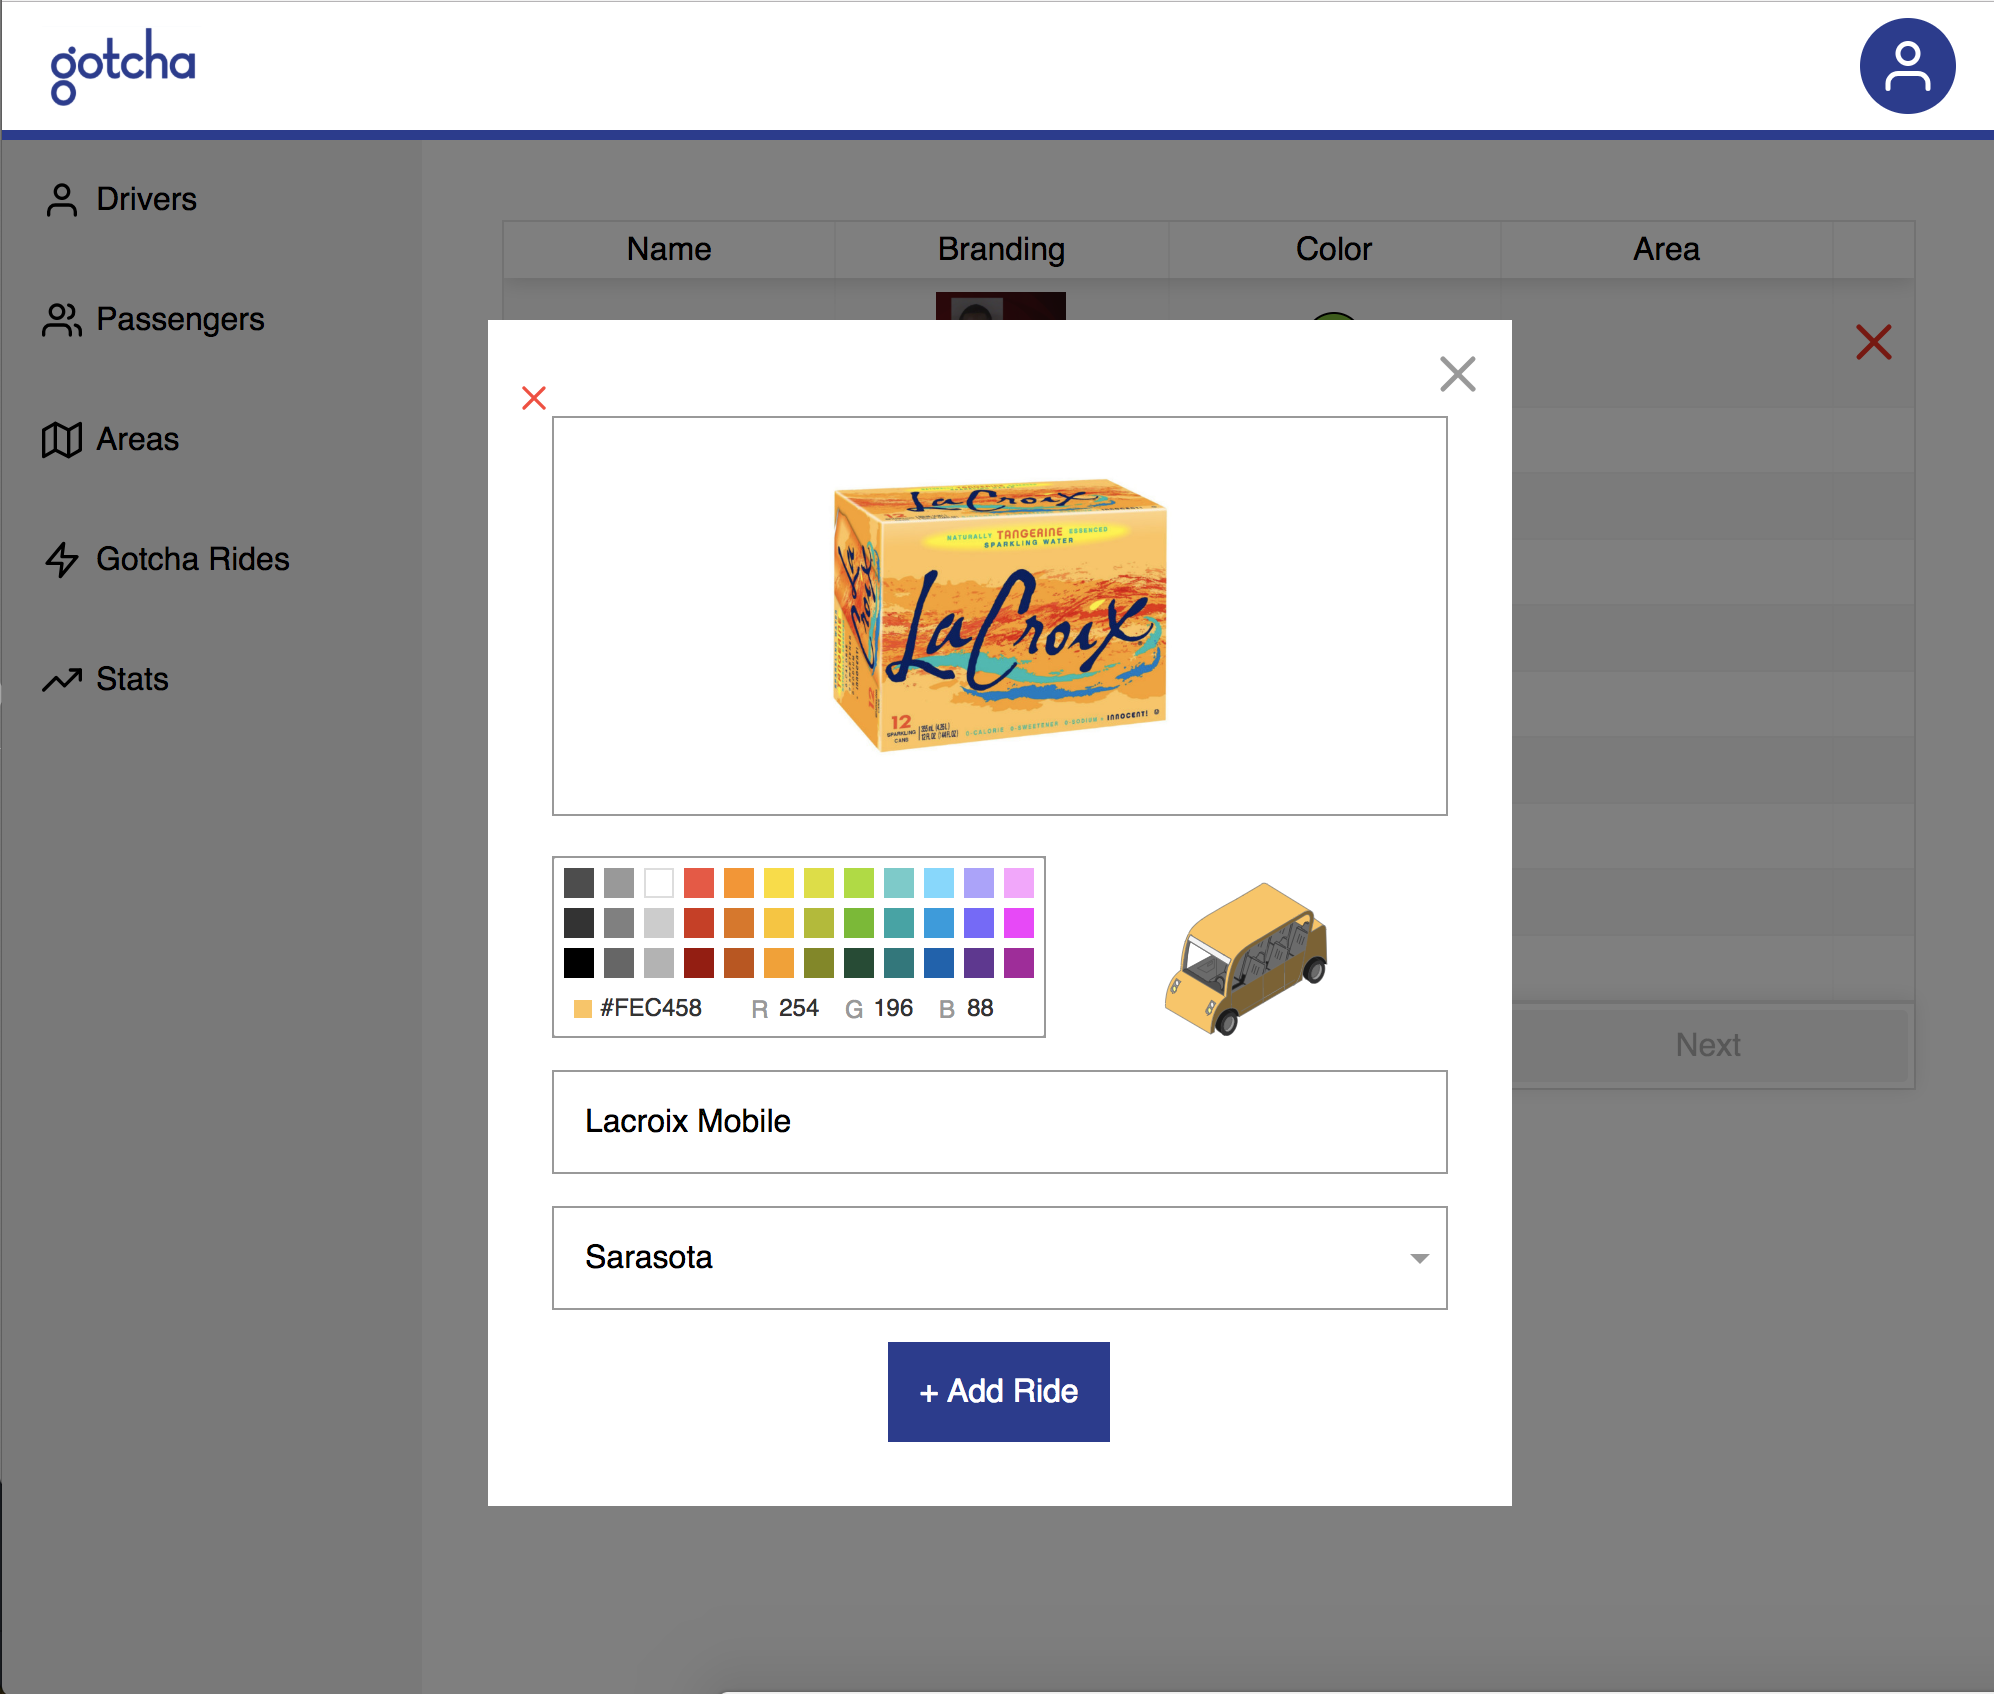 gotcha
Drivers
Passengers
Areas
Gotcha Rides
Stats
Name Branding Color Area
LaCroix
NATURALLY TANGERINE ESSENCED
SPARKLING WATER
LaCroix
LaCroix
12
SPARKLING
CANS
0-CALORIE 0-SWEETENER 0-SODIUM = INNOCENT!
#FEC458 R 254 G 196 B 88
Lacroix Mobile
Sarasota
+ Add Ride
Next